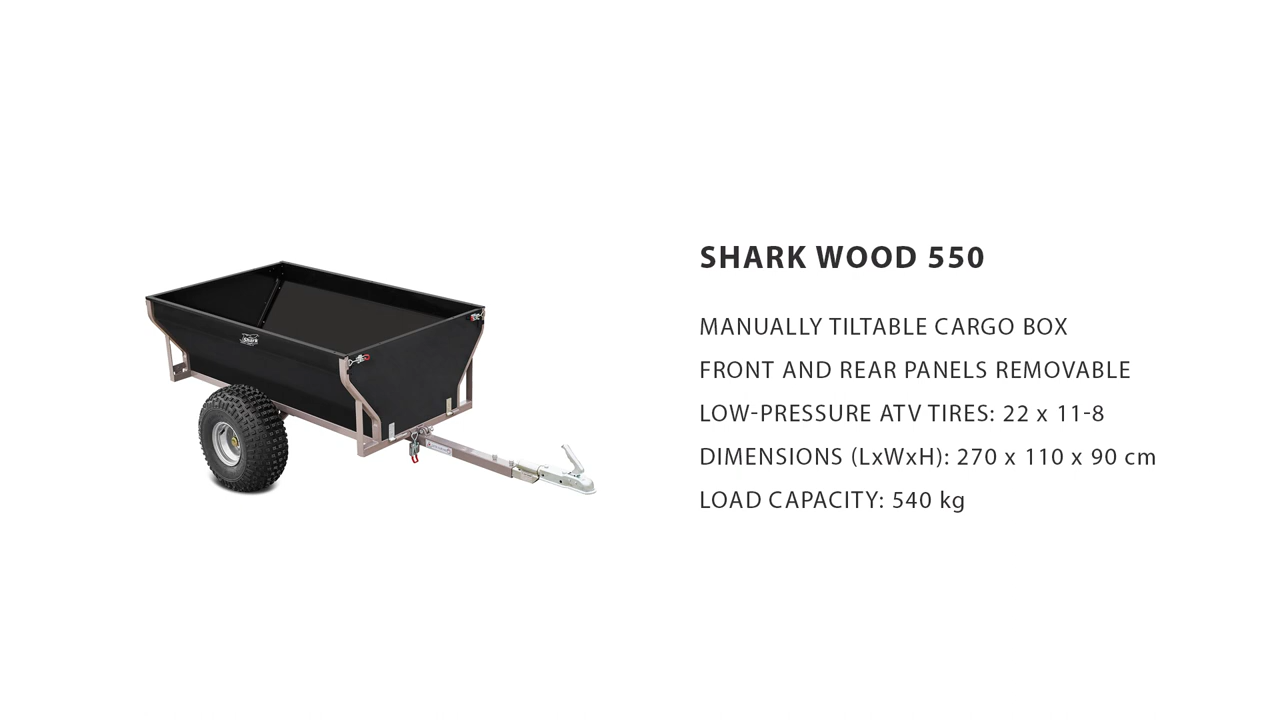 Shark
SHARK WOOD 550
MANUALLY TILTABLE CARGO BOX
FRONT AND REAR PANELS REMOVABLE
LOW-PRESSURE ATV TIRES: 22 x 11-8
DIMENSIONS (LxWxH): 270 x 110 x 90 cm
LOAD CAPACITY: 540 kg